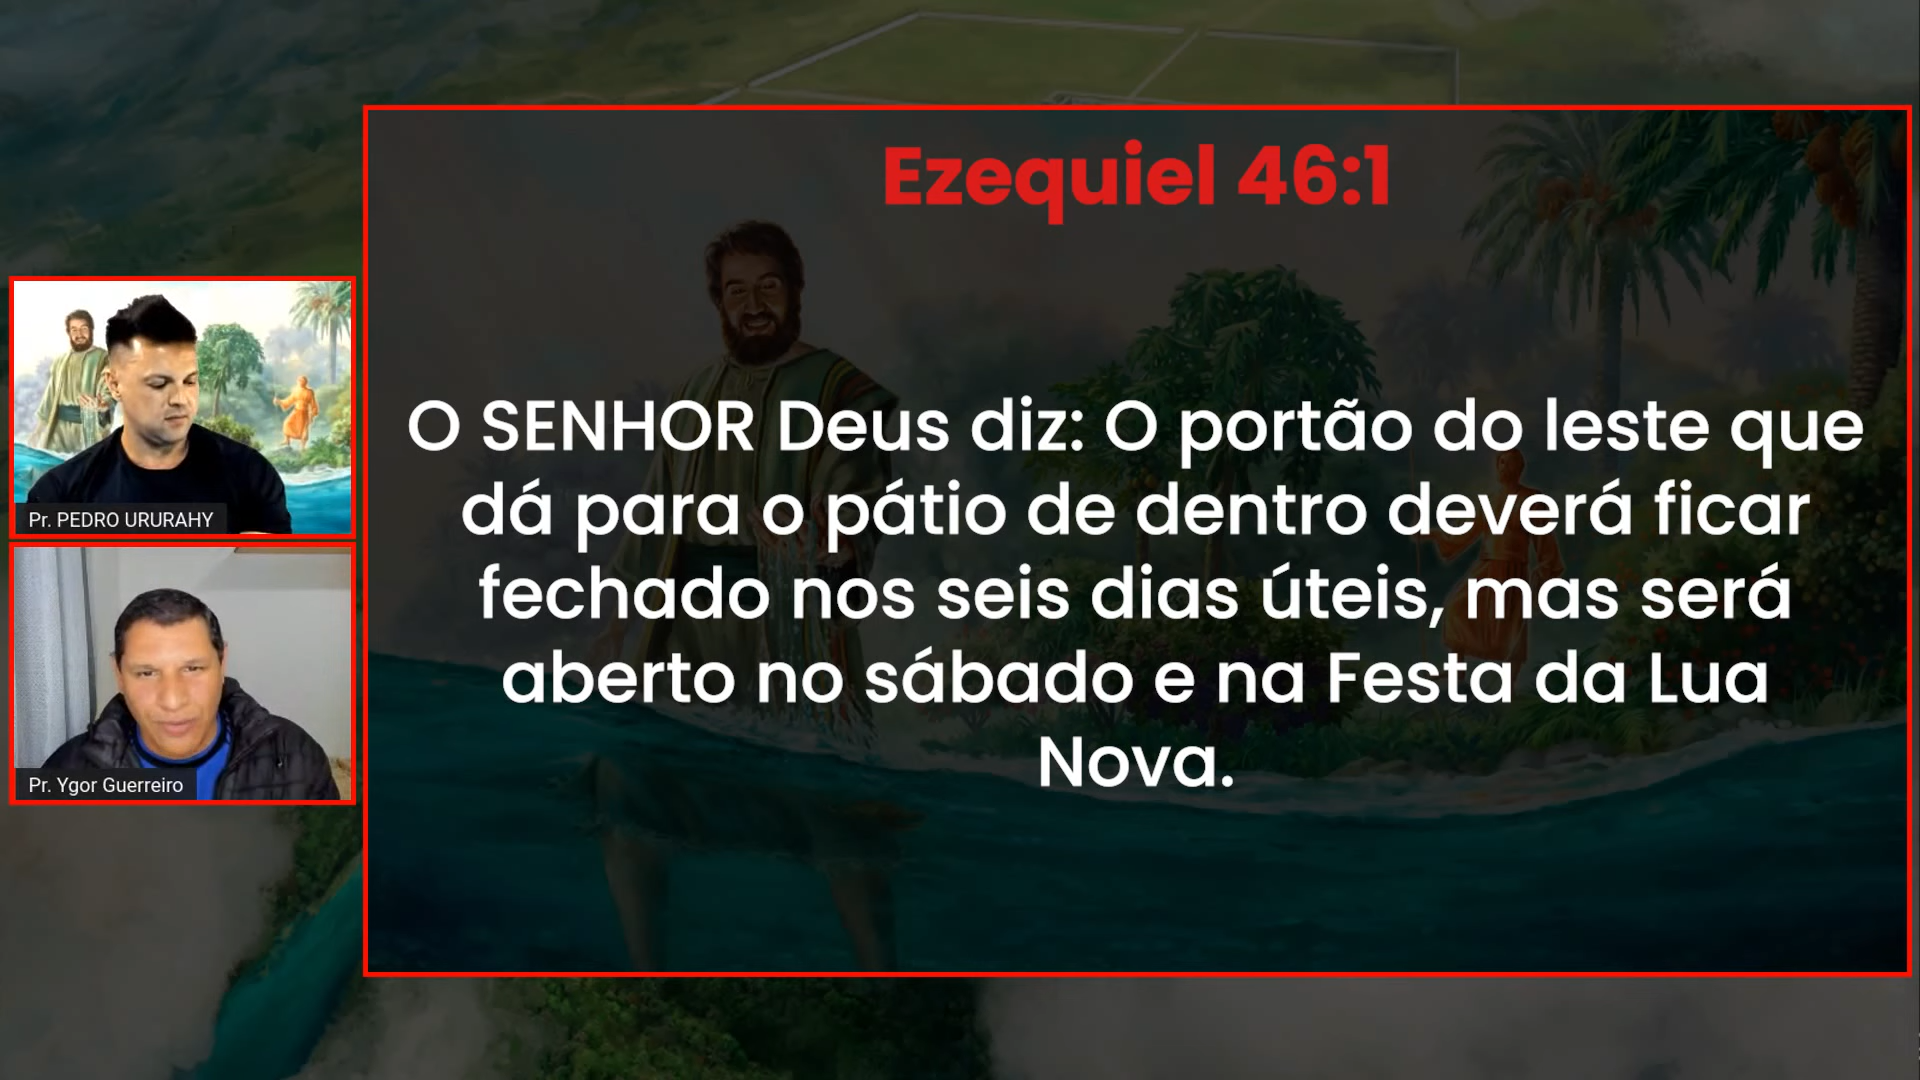 Ezequiel 46:1
O SENHOR Deus diz: O portão do leste que
dá para o pátio de dentro deverá ficar
fechado nos seis dias úteis, mas será
aberto no sábado e na Festa da Lua
Nova.
Pr. PEDRO URURAHY
Pr. Ygor Guerreiro